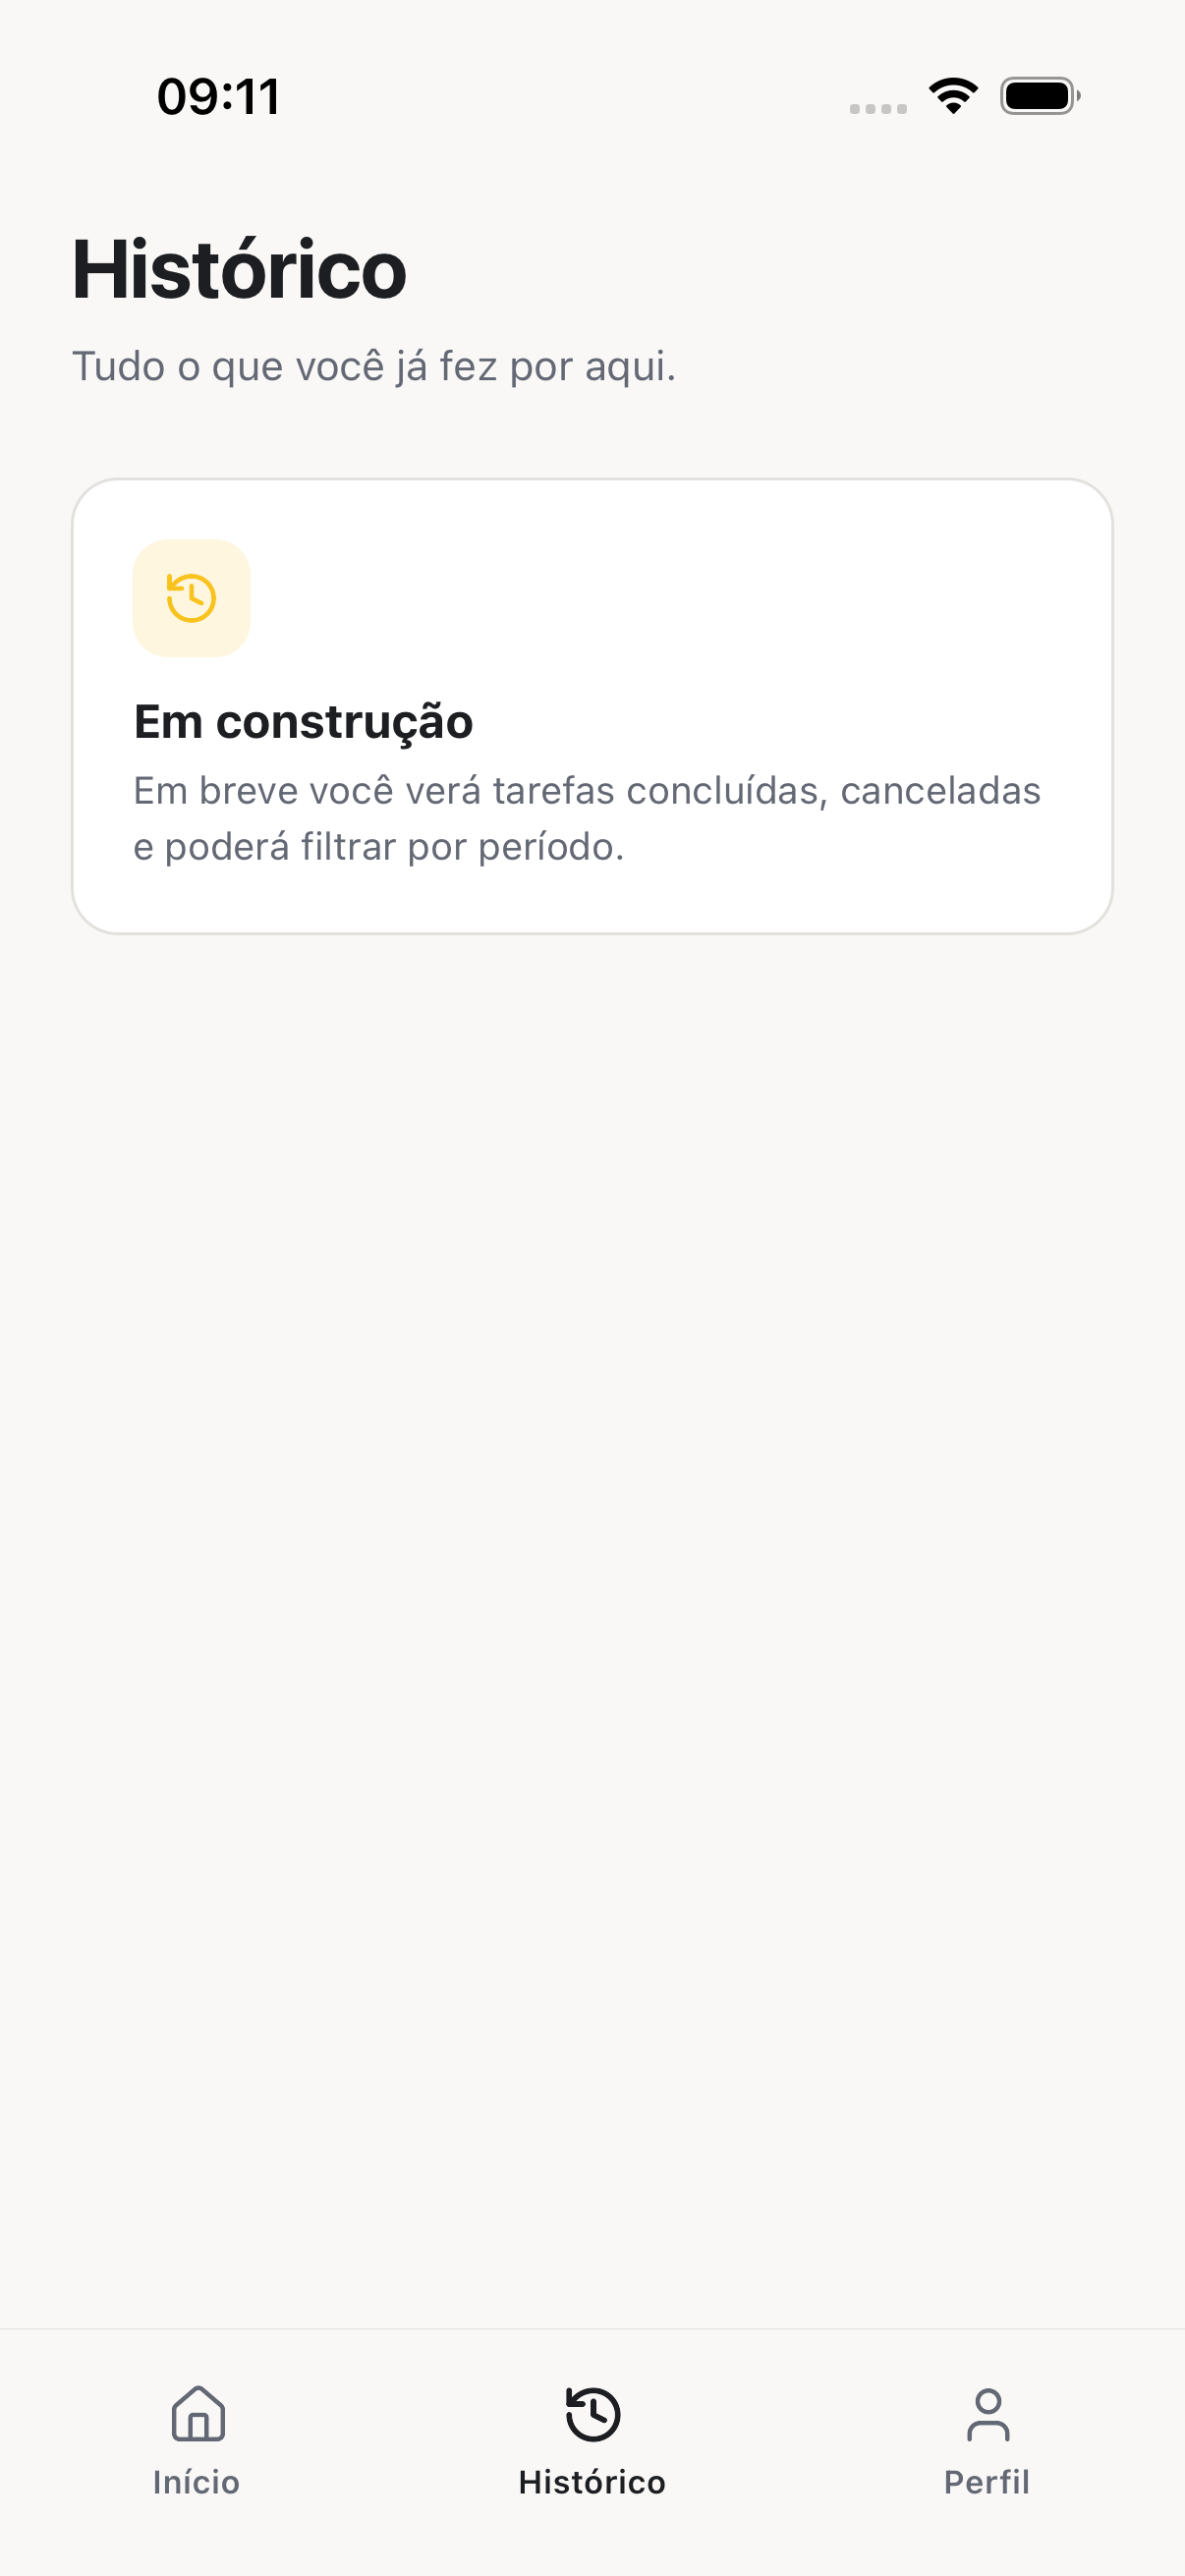 09:11
Histórico
Tudo o que você já fez por aqui.
Em construção
Em breve você verá tarefas concluídas, canceladas
e poderá filtrar por período.
Início
Histórico
Perfil